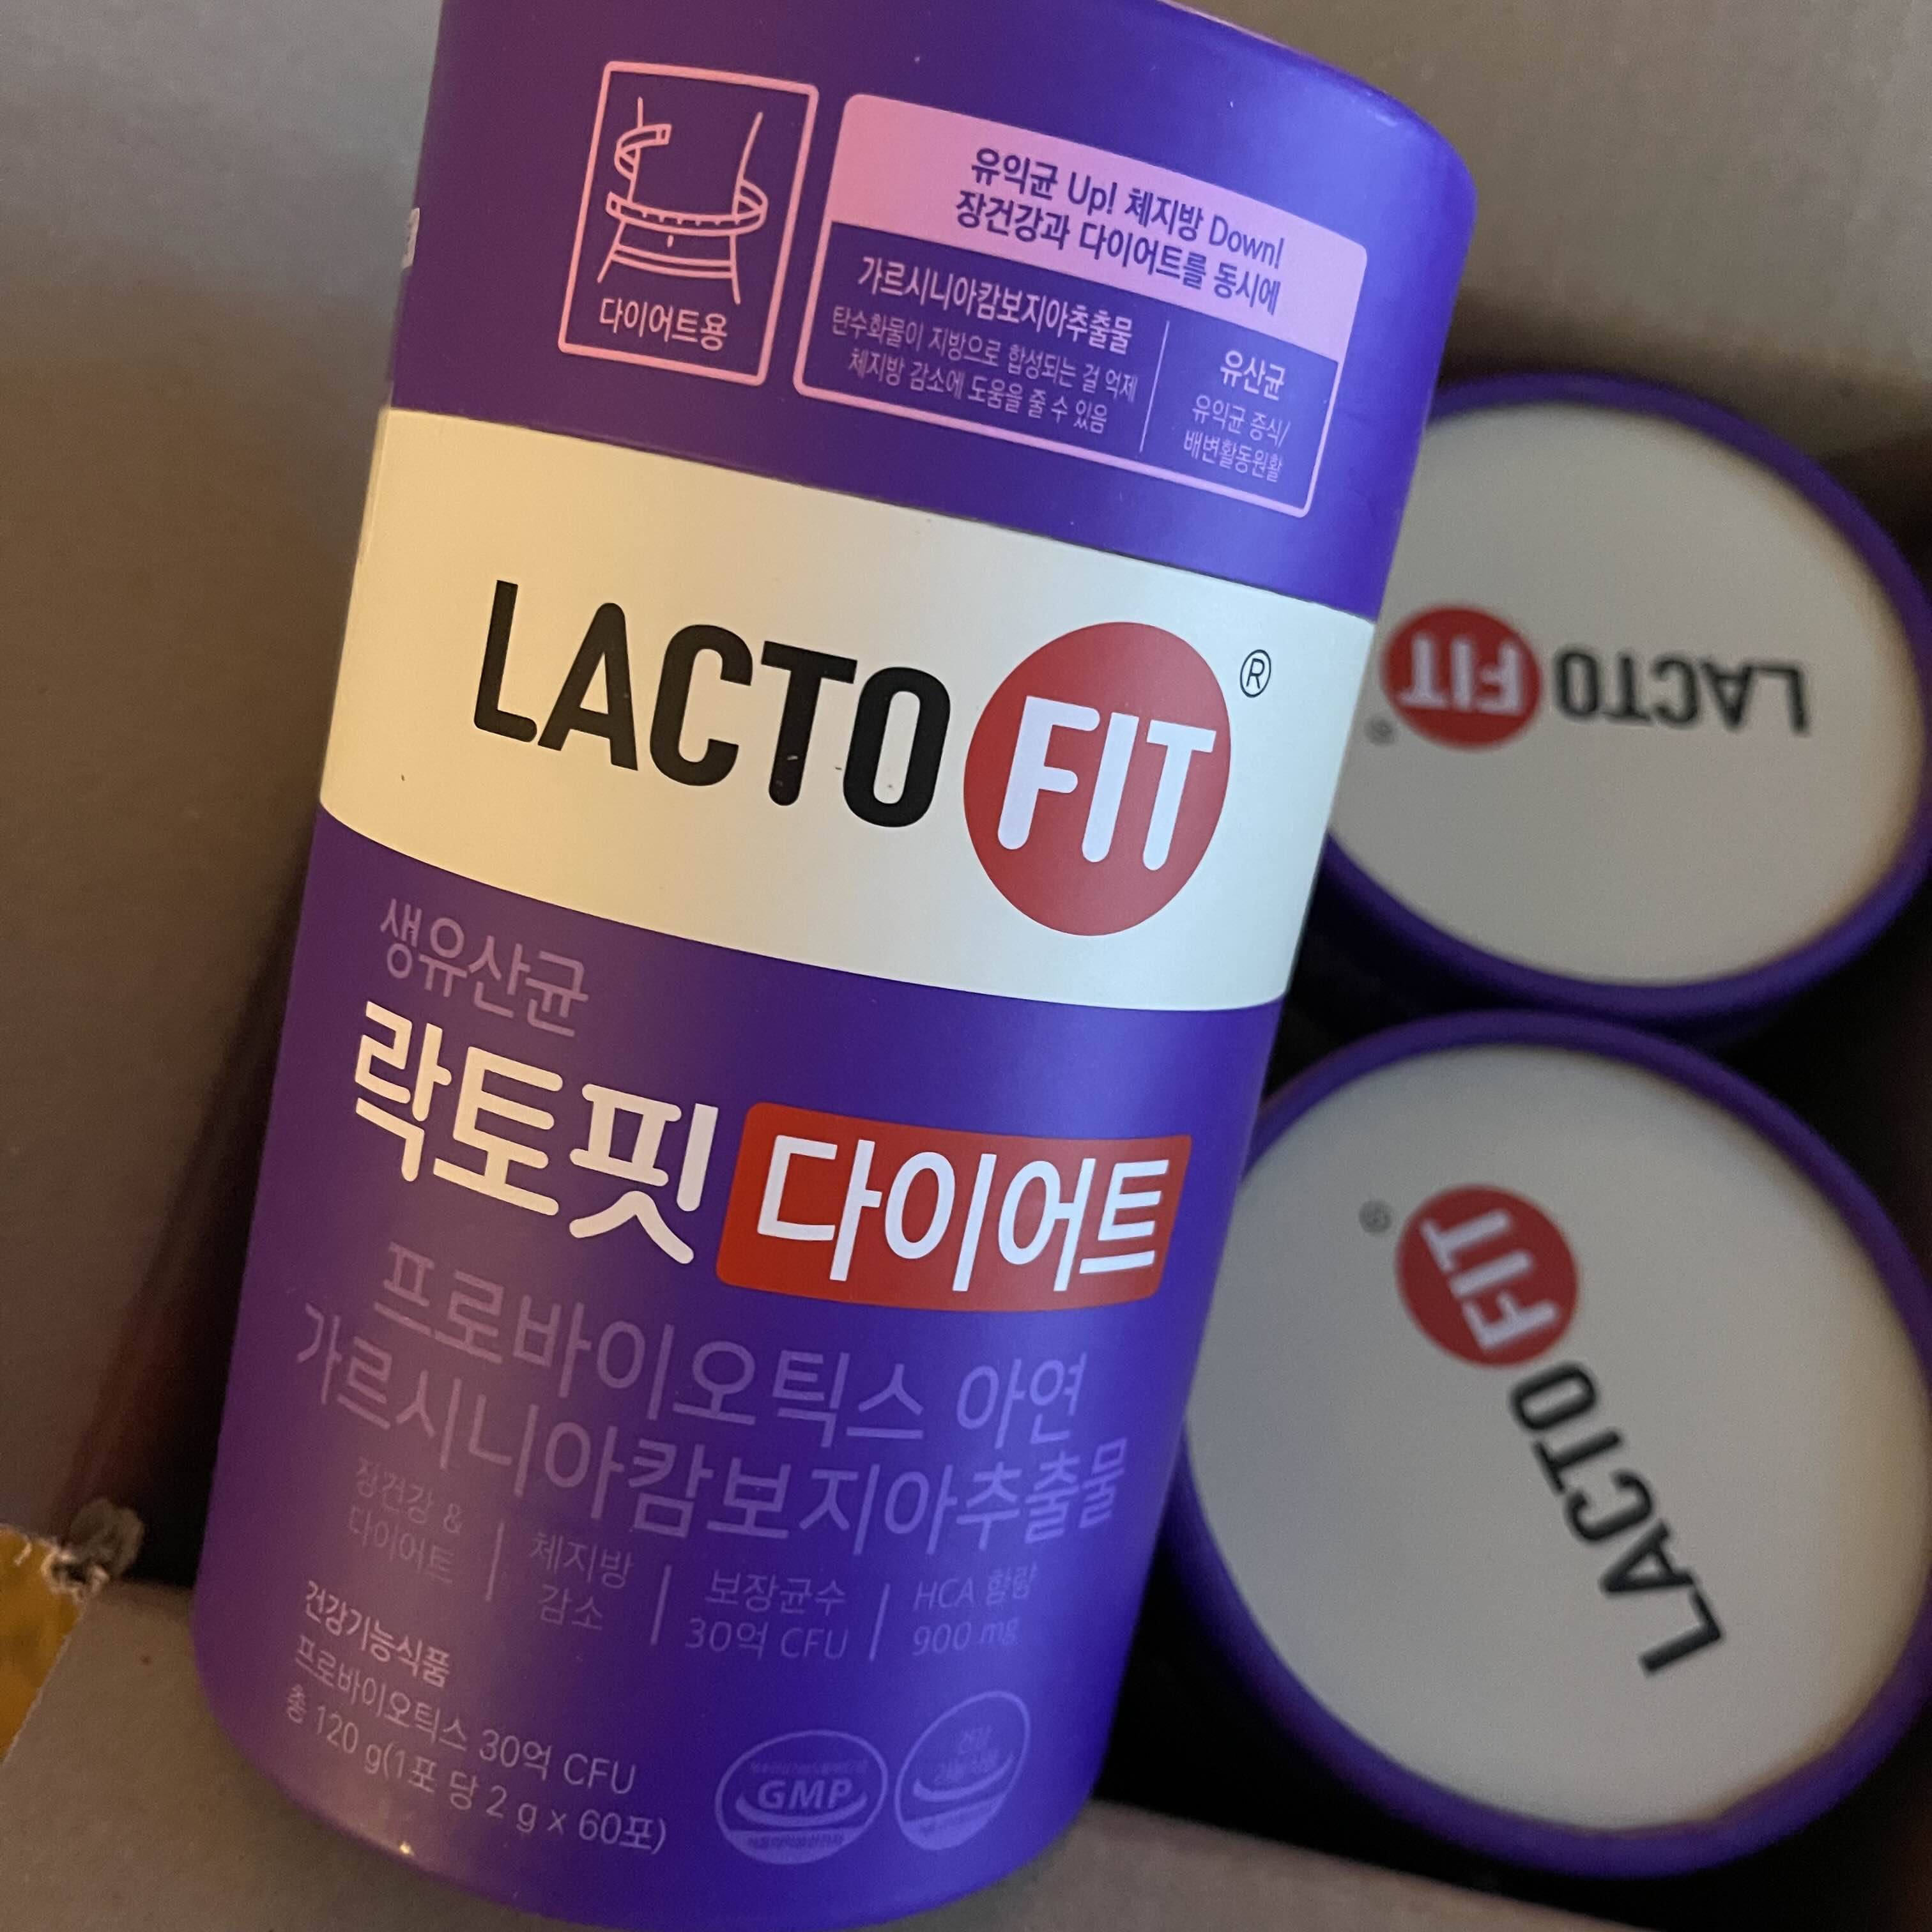 다이어트용
유익균 Up! 체지방 Down!
장건강과 다이어트를 동시에
가르시니아캄보지아추출물
탄수화물이 지방으로 합성되는 걸 억제
체지방 감소에 도움을 줄 수 있음
유산균
유익균 증식/
배변활동원활
LACTO FIT ®
생유산균
락토핏 다이어트
프로바이오틱스 아연
가르시니아캄보지아추출물
장건강 &
다이어트
체지방
감소
보장균수
30억 CFU
HCA 함량
900 mg
건강기능식품
프로바이오틱스 30억 CFU
총 120 g(1포 당 2 g x 60포)
GMP
건강
기능식품
LACTO FIT ®
LACTO FIT ®